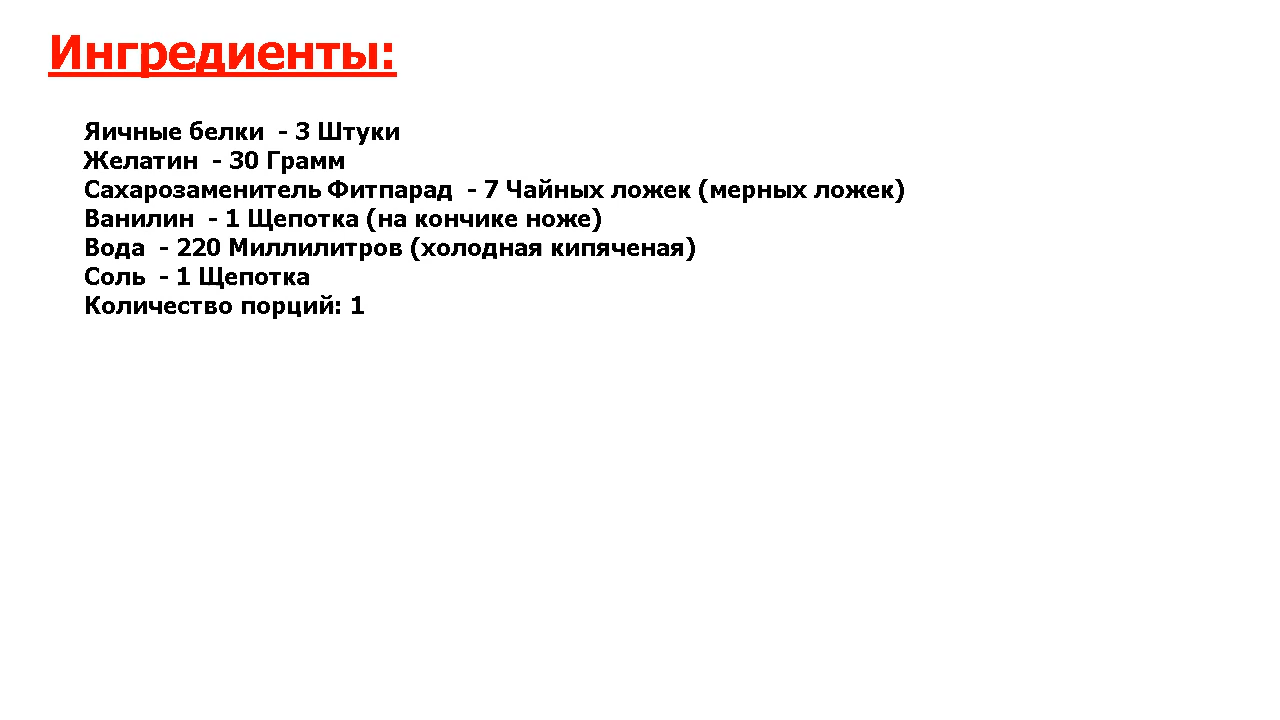 Ингредиенты:
Яичные белки  - 3 Штуки
Желатин  - 30 Грамм
Сахарозаменитель Фитпарад  - 7 Чайных ложек (мерных ложек)
Ванилин  - 1 Щепотка (на кончике ноже)
Вода  - 220 Миллилитров (холодная кипяченая)
Соль  - 1 Щепотка
Количество порций: 1